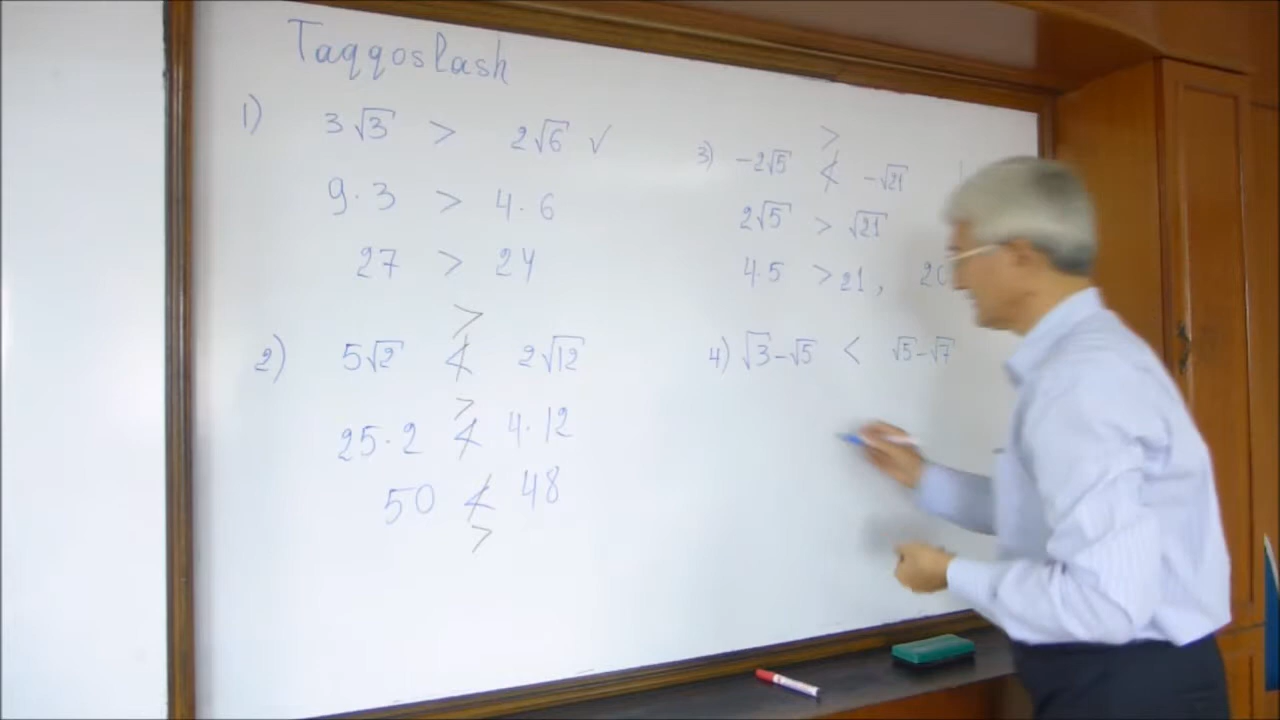 Taqqoslash
1) 3√3 > 2√6 ✓
9·3 > 4·6
27 > 24
>
2) 5√2 ≮ 2√12
>
25·2 ≮ 4·12
50 ≮ 48
>
>
3) -2√5 ≮ -√21
2√5 > √21
4·5 > 21,
4) √3-√5 < √5-√7